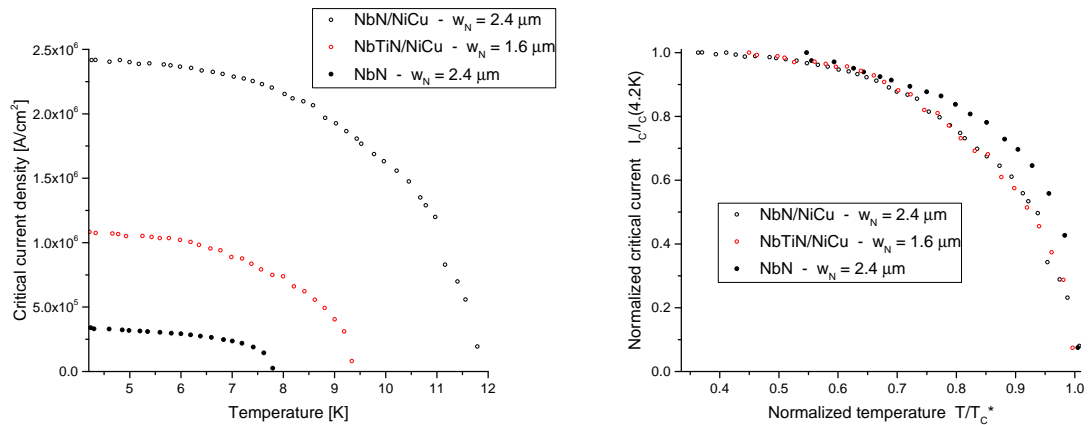 NbN/NiCu - w_N = 2.4 μm
NbTiN/NiCu - w_N = 1.6 μm
NbN - w_N = 2.4 μm
2.5x10^6
2.0x10^6
1.5x10^6
1.0x10^6
5.0x10^5
0.0
Critical current density [A/cm^2]
5 6 7 8 9 10 11 12
Temperature [K]
1.0
0.8
0.6
0.4
0.2
0.0
Normalized critical current I_C/I_C(4.2K)
NbN/NiCu - w_N = 2.4 μm
NbTiN/NiCu - w_N = 1.6 μm
NbN - w_N = 2.4 μm
0.4 0.5 0.6 0.7 0.8 0.9 1.0
Normalized temperature T/T_C*